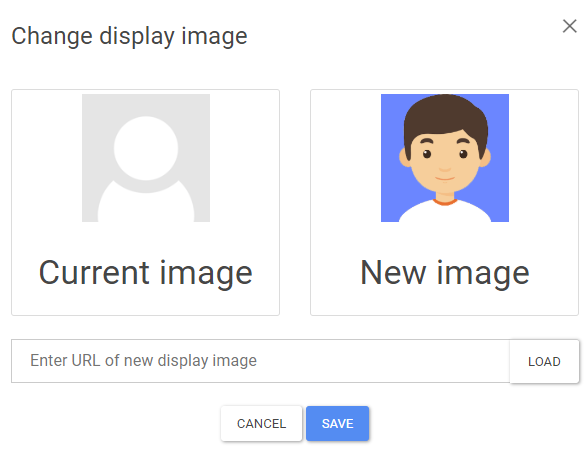 Change display image
Current image
New image
Enter URL of new display image
LOAD
CANCEL
SAVE